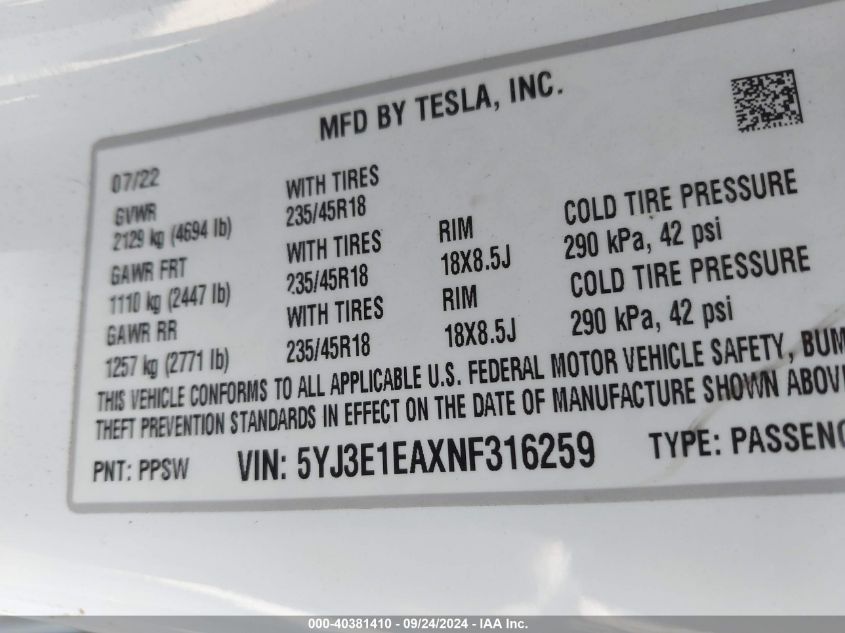 MFD BY TESLA, INC.
07/22
GVWR WITH TIRES
2129 kg (4694 lb) 235/45R18 RIM COLD TIRE PRESSURE
GAWR FRT WITH TIRES 18X8.5J 290 kPa, 42 psi
1110 kg (2447 lb) 235/45R18 RIM COLD TIRE PRESSURE
GAWR RR WITH TIRES 18X8.5J 290 kPa, 42 psi
1257 kg (2771 lb) 235/45R18
THIS VEHICLE CONFORMS TO ALL APPLICABLE U.S. FEDERAL MOTOR VEHICLE SAFETY, BUM
THEFT PREVENTION STANDARDS IN EFFECT ON THE DATE OF MANUFACTURE SHOWN ABOV
PNT: PPSW VIN: 5YJ3E1EAXNF316259 TYPE: PASSENG
000-40381410 - 09/24/2024 - IAA Inc.